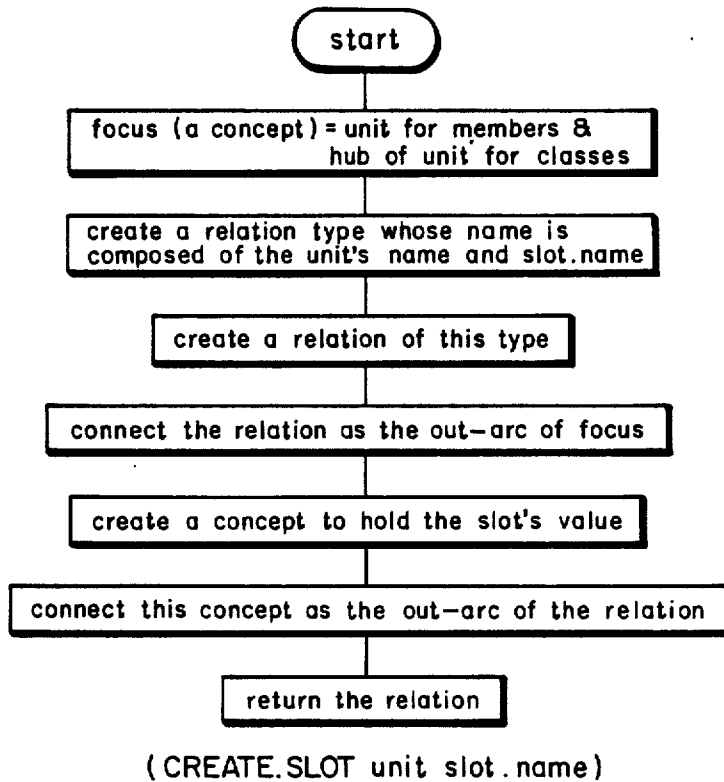 start
focus (a concept) = unit for members &
hub of unit for classes
create a relation type whose name is
composed of the unit's name and slot.name
create a relation of this type
connect the relation as the out-arc of focus
create a concept to hold the slot's value
connect this concept as the out-arc of the relation
return the relation
(CREATE.SLOT unit slot.name)